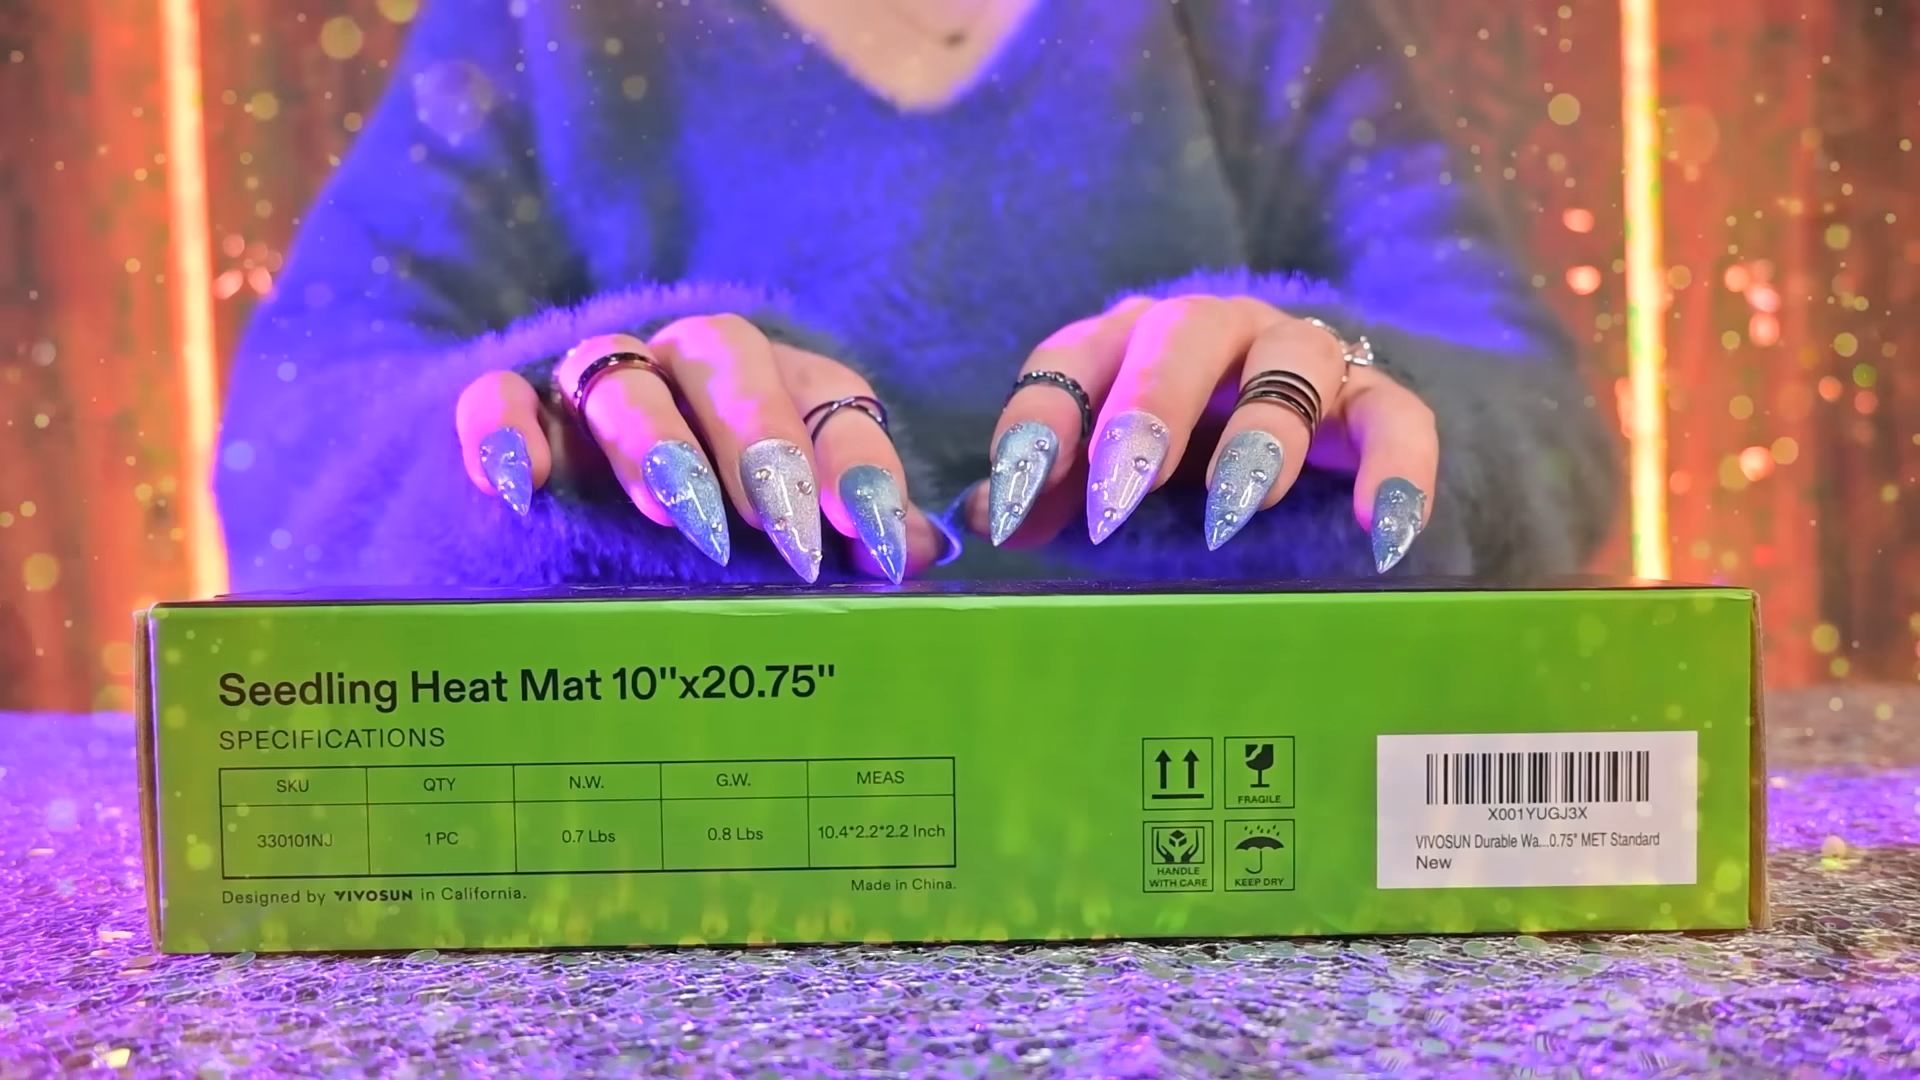 Seedling Heat Mat 10"x20.75"
SPECIFICATIONS
SKU QTY N.W. G.W. MEAS
330101NJ 1 PC 0.7 Lbs 0.8 Lbs 10.4*2.2*2.2 Inch
Designed by VIVOSUN in California.
Made in China.
FRAGILE
HANDLE
WITH CARE
KEEP DRY
X001YUGJ3X
VIVOSUN Durable Wa...0.75" MET Standard
New